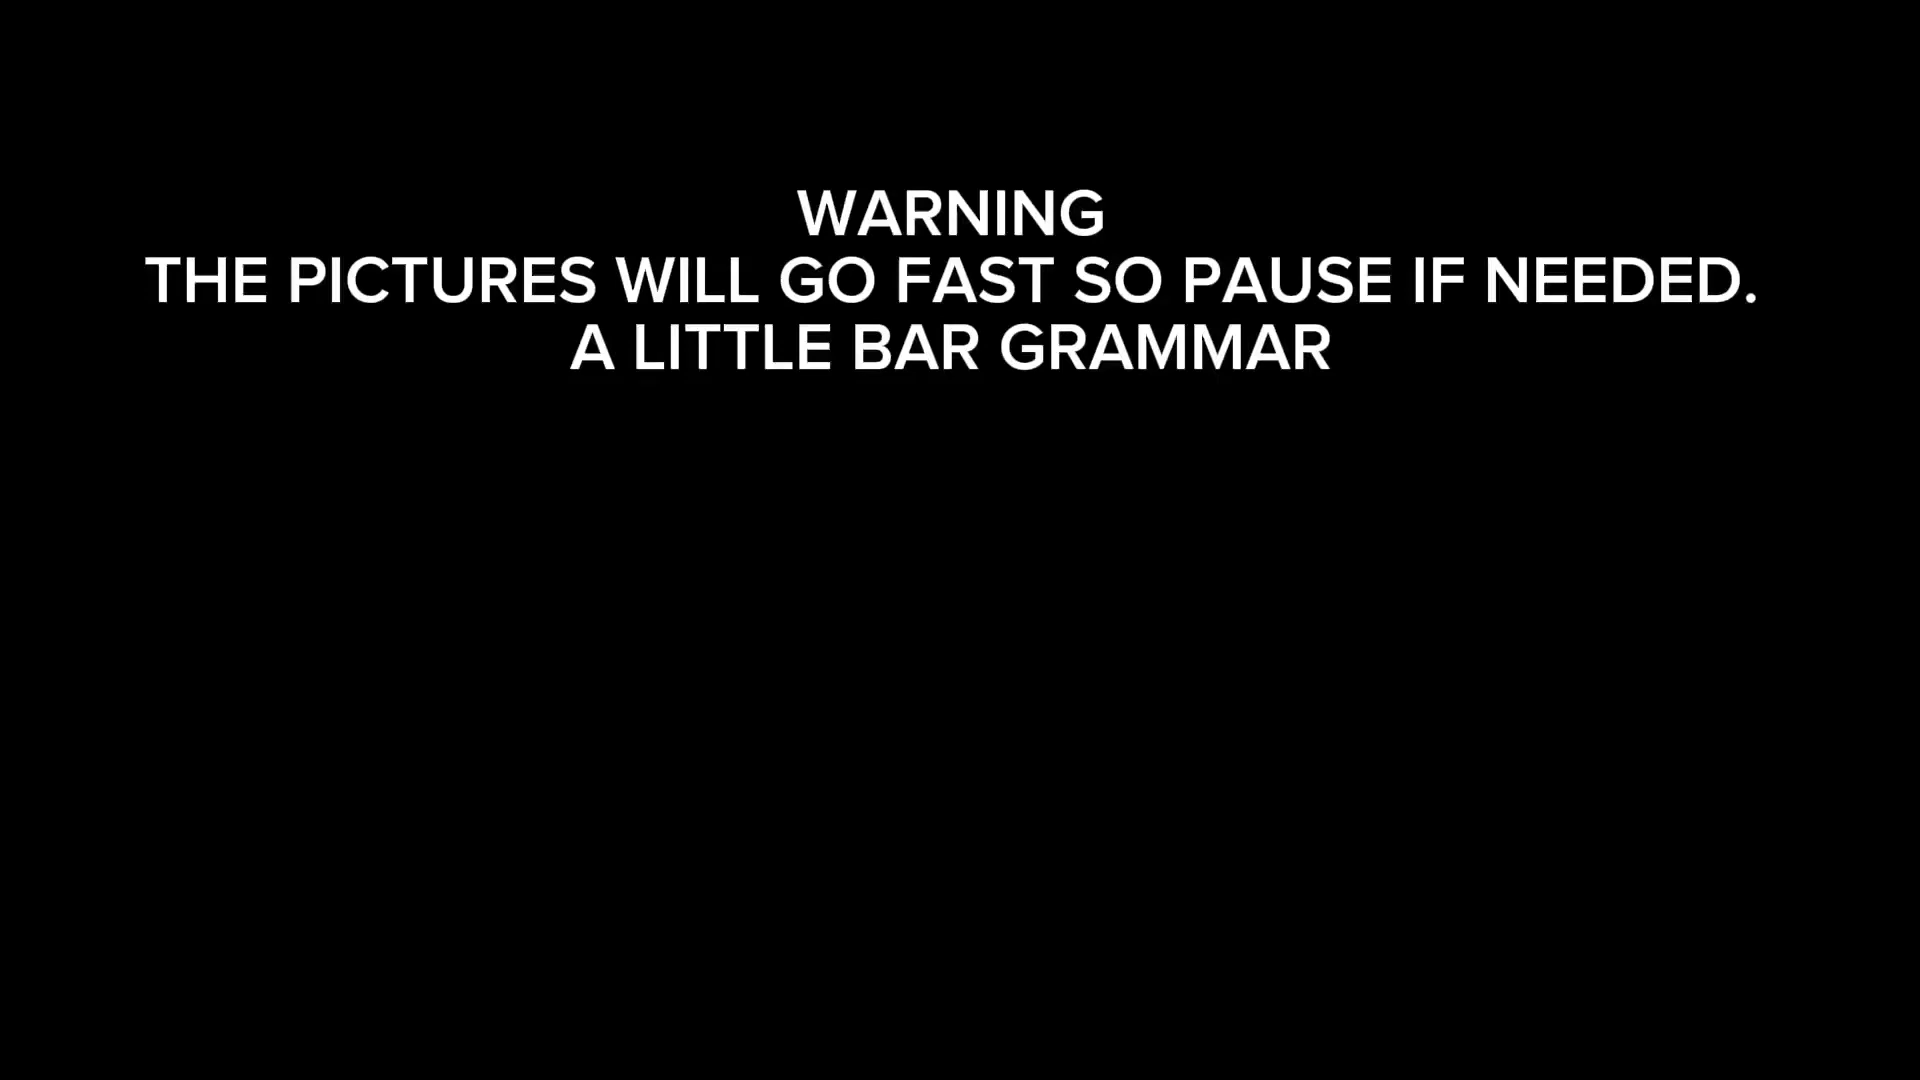 WARNING
THE PICTURES WILL GO FAST SO PAUSE IF NEEDED.
A LITTLE BAR GRAMMAR